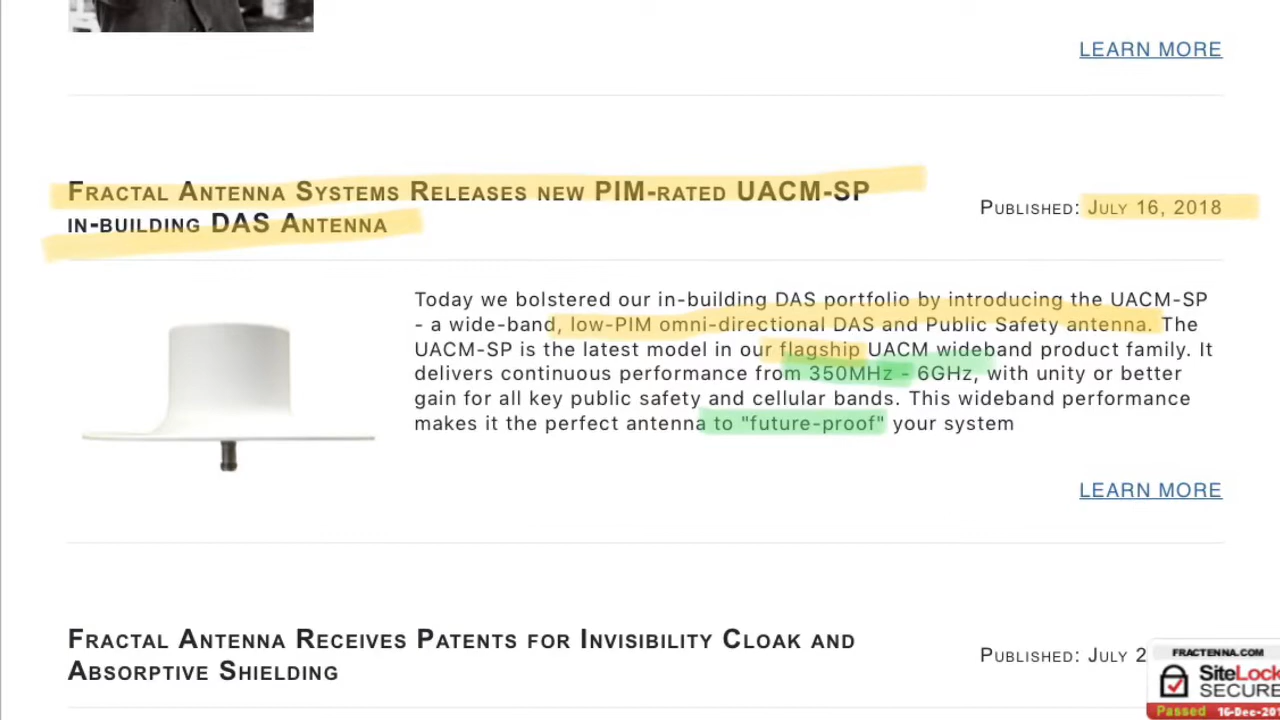 LEARN MORE
Fractal Antenna Systems Releases new PIM-rated UACM-SP
in-building DAS Antenna
Published: July 16, 2018
Today we bolstered our in-building DAS portfolio by introducing the UACM-SP
- a wide-band, low-PIM omni-directional DAS and Public Safety antenna. The
UACM-SP is the latest model in our flagship UACM wideband product family. It
delivers continuous performance from 350MHz - 6GHz, with unity or better
gain for all key public safety and cellular bands. This wideband performance
makes it the perfect antenna to "future-proof" your system
LEARN MORE
Fractal Antenna Receives Patents for Invisibility Cloak and
Absorptive Shielding
Published: July 2
FRACTENNA.COM
SiteLock
SECURE
Passed 16-Dec-201